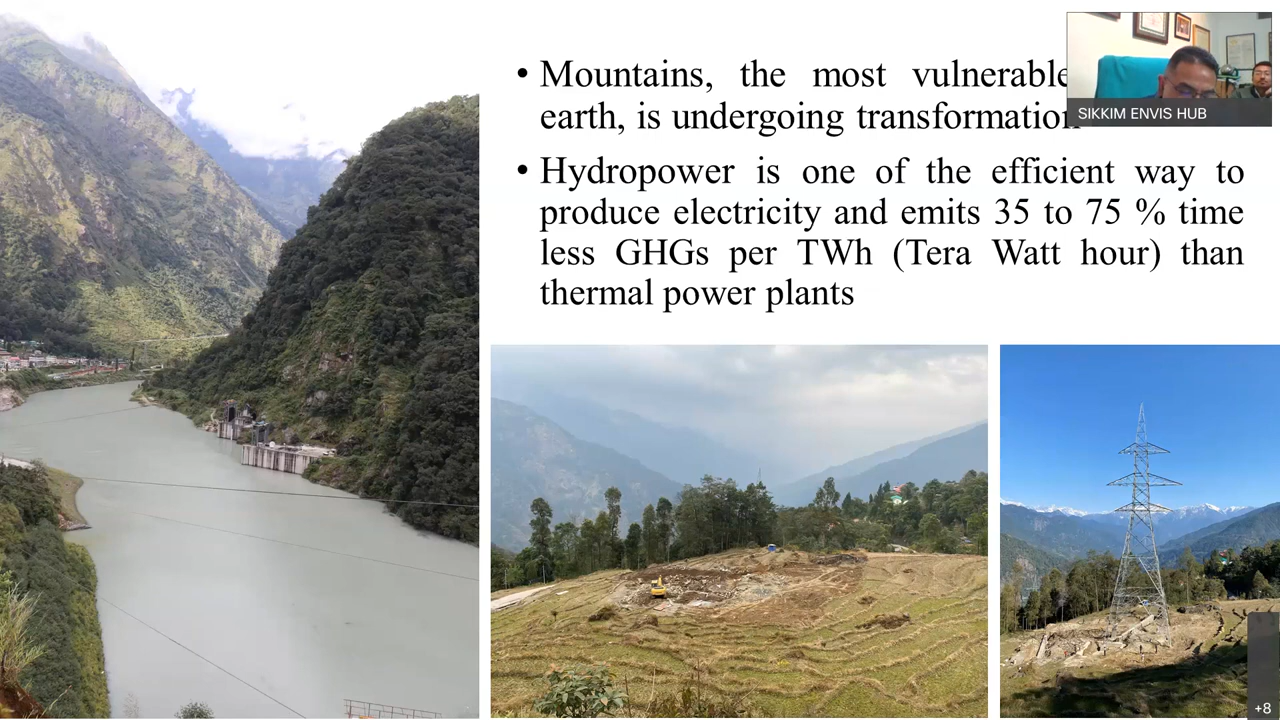 • Mountains, the most vulnerable
earth, is undergoing transformation
• Hydropower is one of the efficient way to
produce electricity and emits 35 to 75 % time
less GHGs per TWh (Tera Watt hour) than
thermal power plants
SIKKIM ENVIS HUB
+8